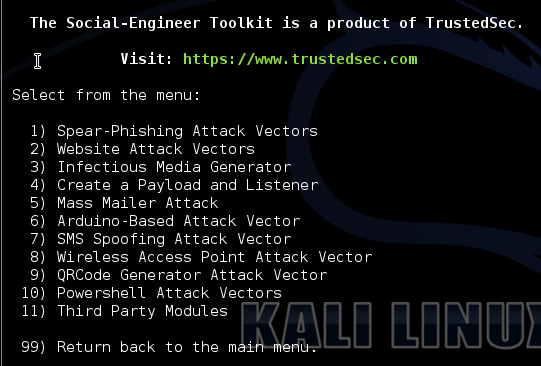 The Social-Engineer Toolkit is a product of TrustedSec.
Visit: https://www.trustedsec.com
Select from the menu:
1) Spear-Phishing Attack Vectors
2) Website Attack Vectors
3) Infectious Media Generator
4) Create a Payload and Listener
5) Mass Mailer Attack
6) Arduino-Based Attack Vector
7) SMS Spoofing Attack Vector
8) Wireless Access Point Attack Vector
9) QRCode Generator Attack Vector
10) Powershell Attack Vectors
11) Third Party Modules
KALI LINUX
99) Return back to the main menu.